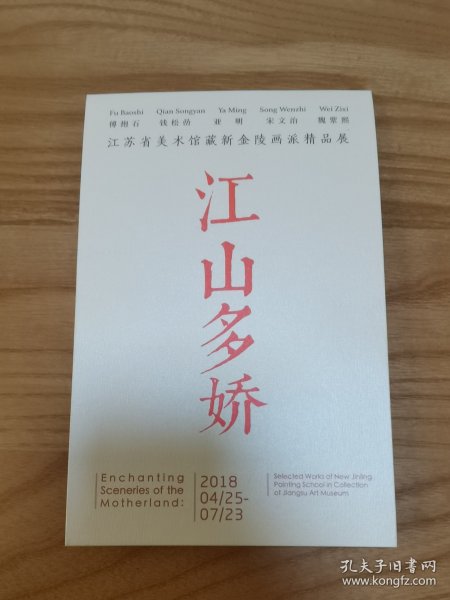 Fu Baoshi Qian Songyan Ya Ming Song Wenzhi Wei Zixi
傅抱石 钱松喦 亚明 宋文治 魏紫熙
江苏省美术馆藏新金陵画派精品展
江山多娇
Enchanting
Sceneries of the
Motherland:
2018
04/25-
07/23
Selected Works of New Jinling
Painting School in Collection
of Jiangsu Art Museum
孔夫子旧书网
www.kongfz.com